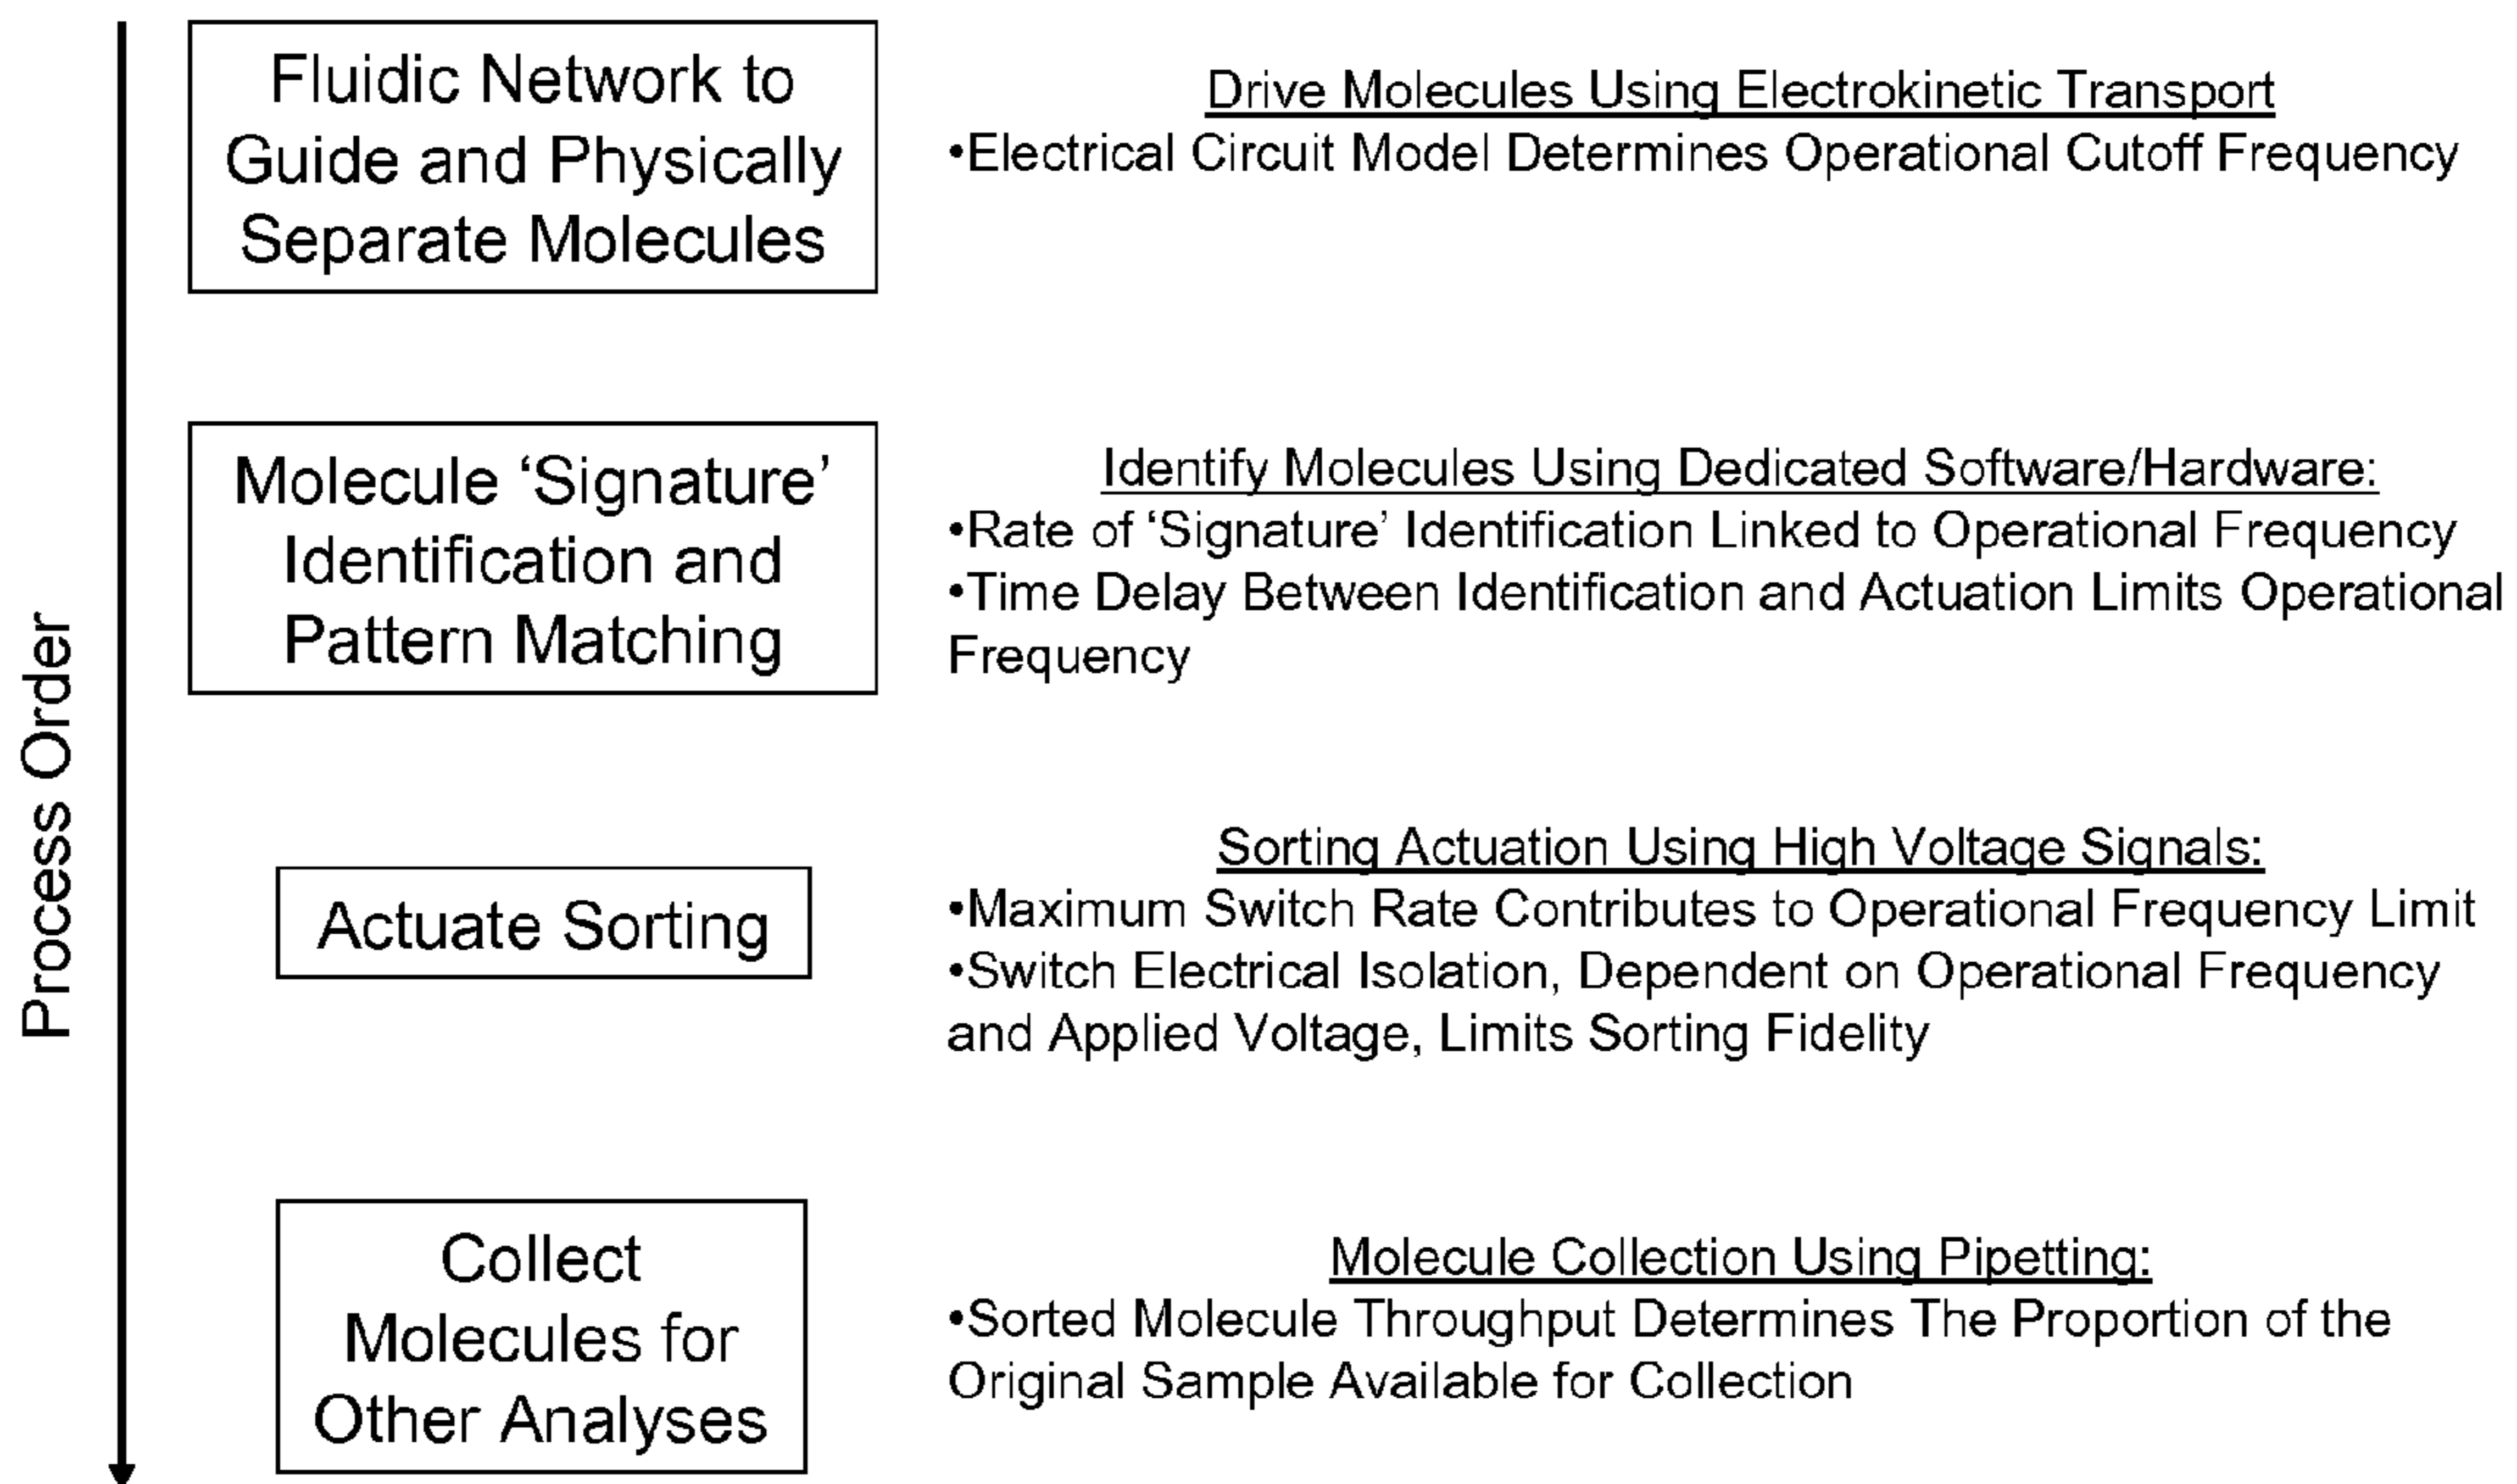 Process Order
Fluidic Network to
Guide and Physically
Separate Molecules
Drive Molecules Using Electrokinetic Transport
•Electrical Circuit Model Determines Operational Cutoff Frequency
Molecule ‘Signature’
Identification and
Pattern Matching
Identify Molecules Using Dedicated Software/Hardware:
•Rate of ‘Signature’ Identification Linked to Operational Frequency
•Time Delay Between Identification and Actuation Limits Operational
Frequency
Actuate Sorting
Sorting Actuation Using High Voltage Signals:
•Maximum Switch Rate Contributes to Operational Frequency Limit
•Switch Electrical Isolation, Dependent on Operational Frequency
and Applied Voltage, Limits Sorting Fidelity
Collect
Molecules for
Other Analyses
Molecule Collection Using Pipetting:
•Sorted Molecule Throughput Determines The Proportion of the
Original Sample Available for Collection